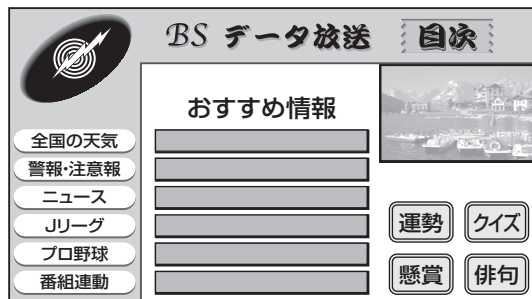 BS データ放送 目次
おすすめ情報
全国の天気
警報・注意報
ニュース
Jリーグ
プロ野球
番組連動
運勢
クイズ
懸賞
俳句